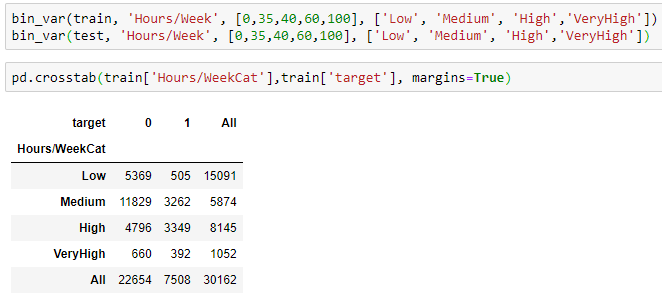 bin_var(train, 'Hours/Week', [0,35,40,60,100], ['Low', 'Medium', 'High','VeryHigh'])
bin_var(test, 'Hours/Week', [0,35,40,60,100], ['Low', 'Medium', 'High','VeryHigh'])
pd.crosstab(train['Hours/WeekCat'],train['target'], margins=True)
target 0 1 All
Hours/WeekCat
Low 5369 505 15091
Medium 11829 3262 5874
High 4796 3349 8145
VeryHigh 660 392 1052
All 22654 7508 30162